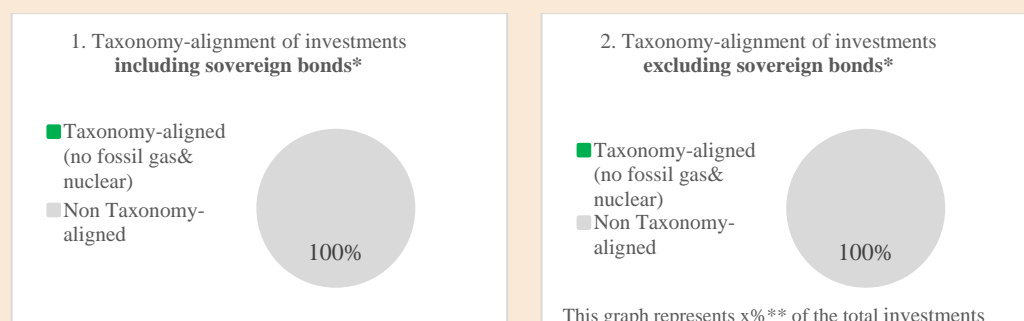 1. Taxonomy-alignment of investments
including sovereign bonds*
Taxonomy-aligned
(no fossil gas&
nuclear)
Non Taxonomy-
aligned
100%
2. Taxonomy-alignment of investments
excluding sovereign bonds*
Taxonomy-aligned
(no fossil gas&
nuclear)
Non Taxonomy-
aligned
100%
This graph represents x%** of the total investments